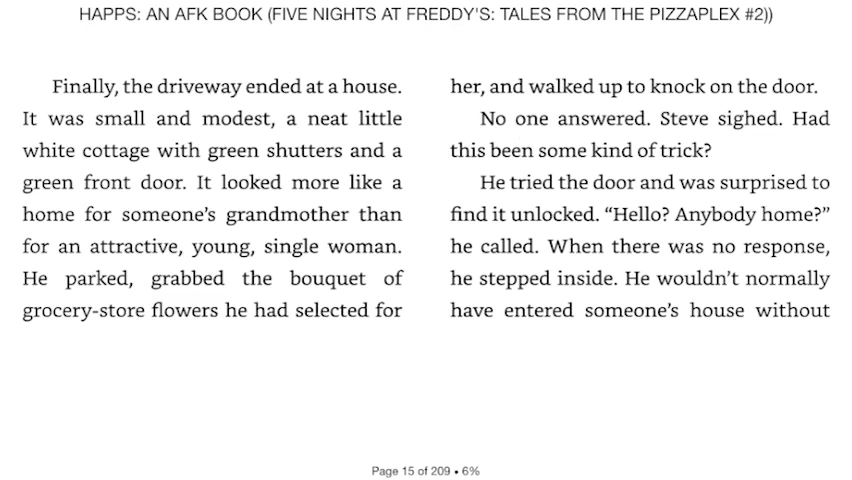 HAPPS: AN AFK BOOK (FIVE NIGHTS AT FREDDY'S: TALES FROM THE PIZZAPLEX #2))
Finally, the driveway ended at a house.
It was small and modest, a neat little
white cottage with green shutters and a
green front door. It looked more like a
home for someone’s grandmother than
for an attractive, young, single woman.
He parked, grabbed the bouquet of
grocery-store flowers he had selected for
her, and walked up to knock on the door.
No one answered. Steve sighed. Had
this been some kind of trick?
He tried the door and was surprised to
find it unlocked. “Hello? Anybody home?”
he called. When there was no response,
he stepped inside. He wouldn’t normally
have entered someone’s house without
Page 15 of 209 • 6%